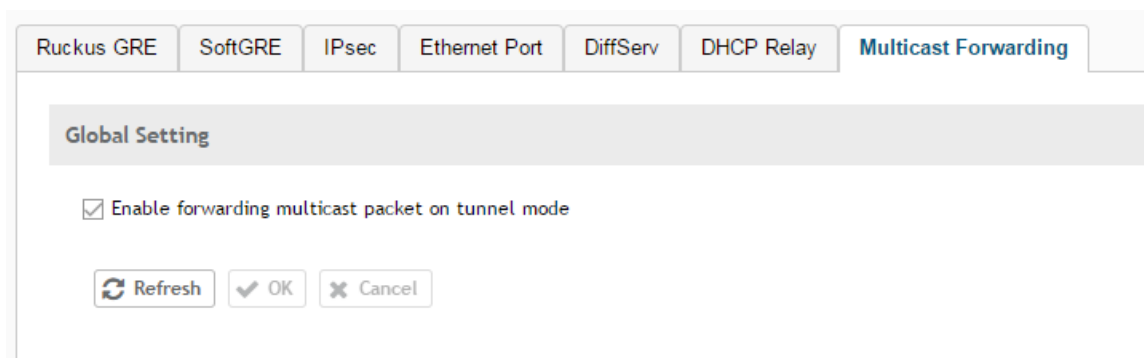 Ruckus GRE SoftGRE IPsec Ethernet Port DiffServ DHCP Relay Multicast Forwarding
Global Setting
Enable forwarding multicast packet on tunnel mode
Refresh OK Cancel